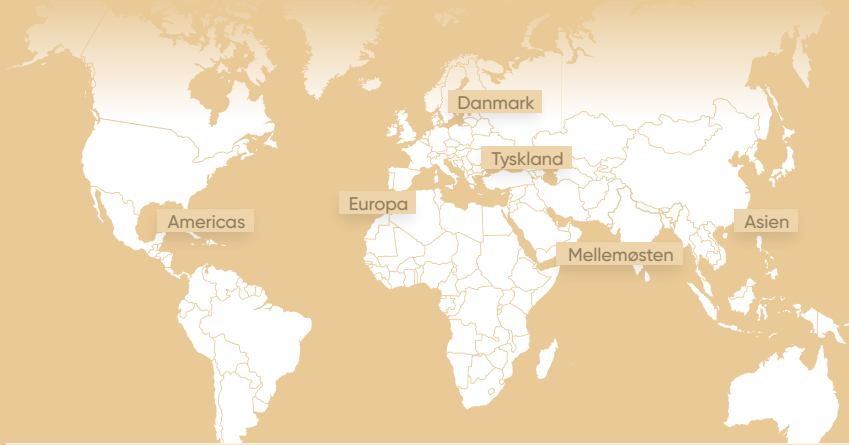 Danmark
Tyskland
Europa
Americas
Asien
Mellemøsten